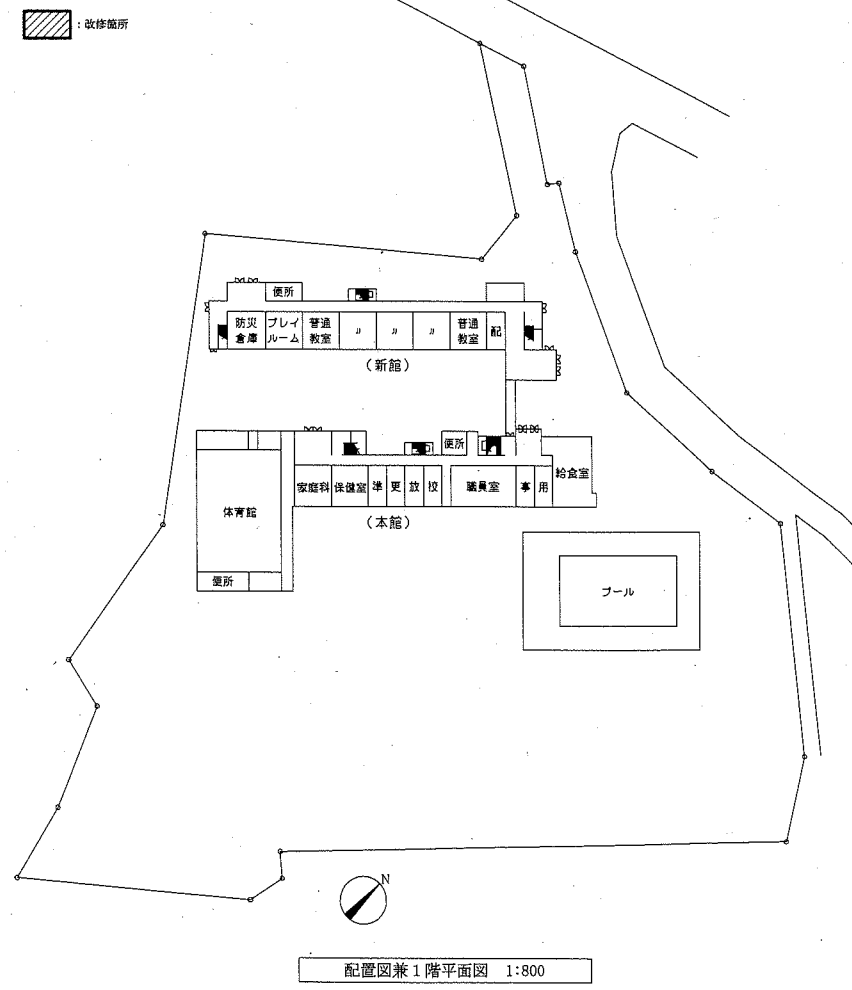 ：改修箇所
便所
防災
倉庫
プレイ
ルーム
普通
教室
〃
〃
〃
普通
教室
配
（新館）
便所
家庭科
保健室
準
更
放
校
職員室
事
用
給食室
体育館
（本館）
便所
プール
N
配置図兼１階平面図 1:800